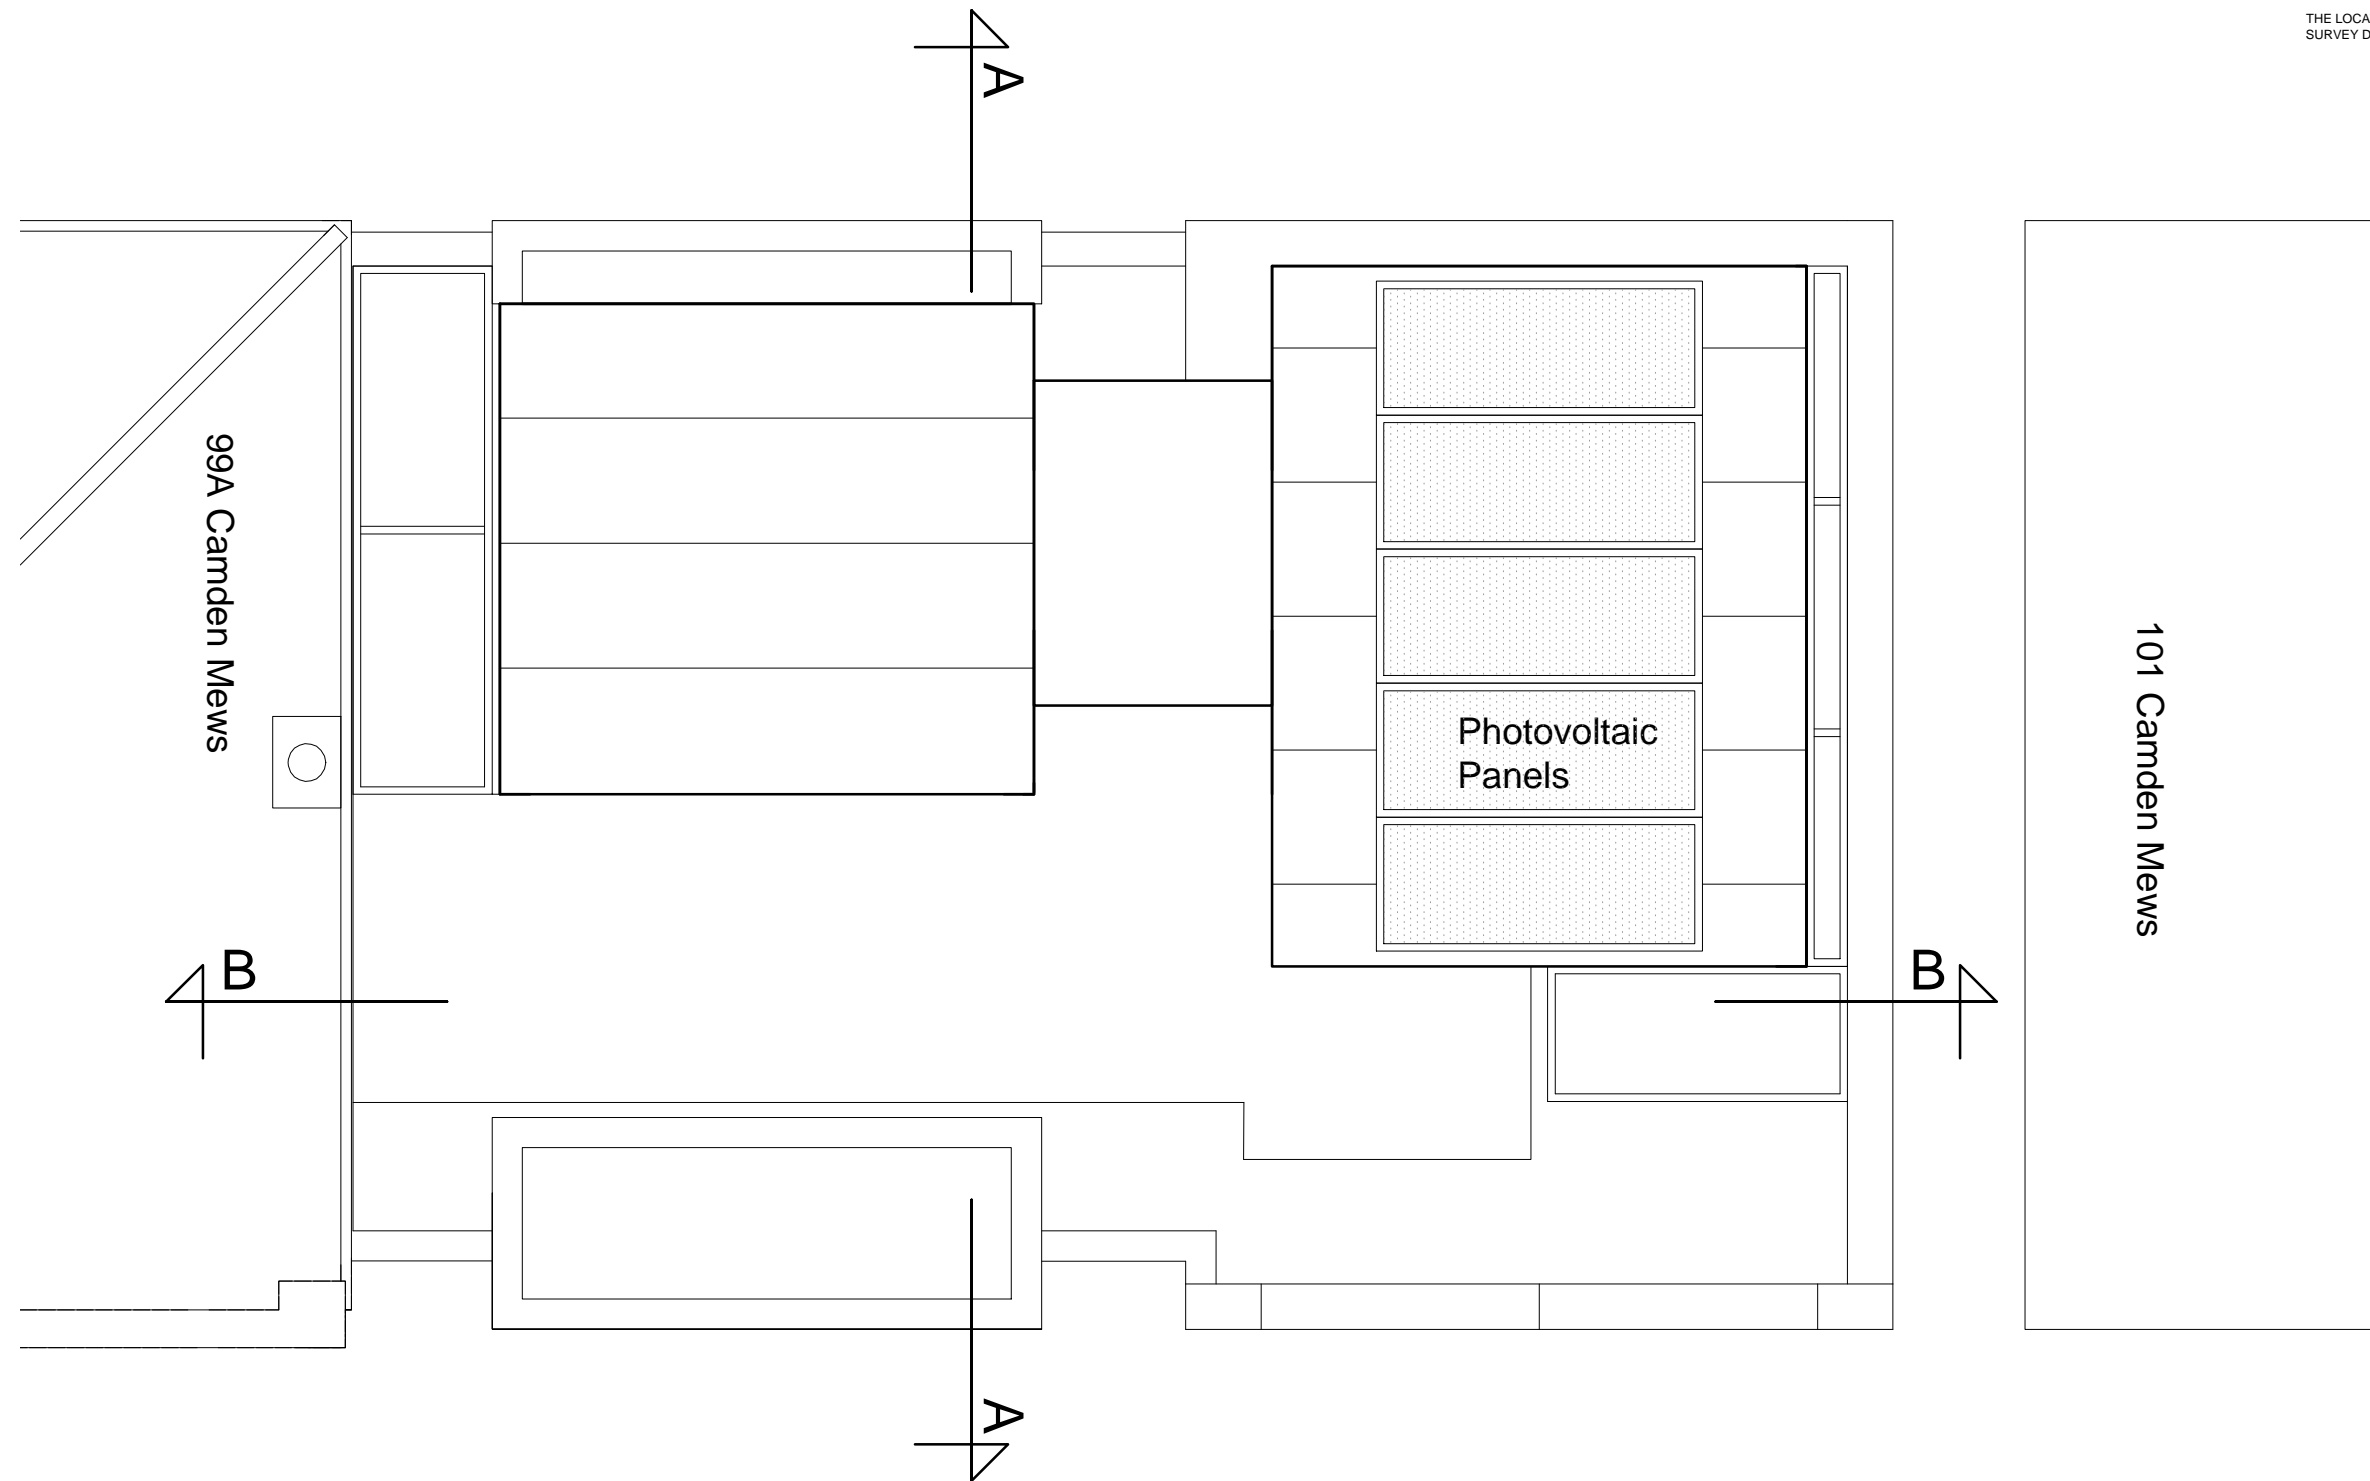 THE LOCA
SURVEY D
A
99A Camden Mews
Photovoltaic
Panels
101 Camden Mews
B
B
A